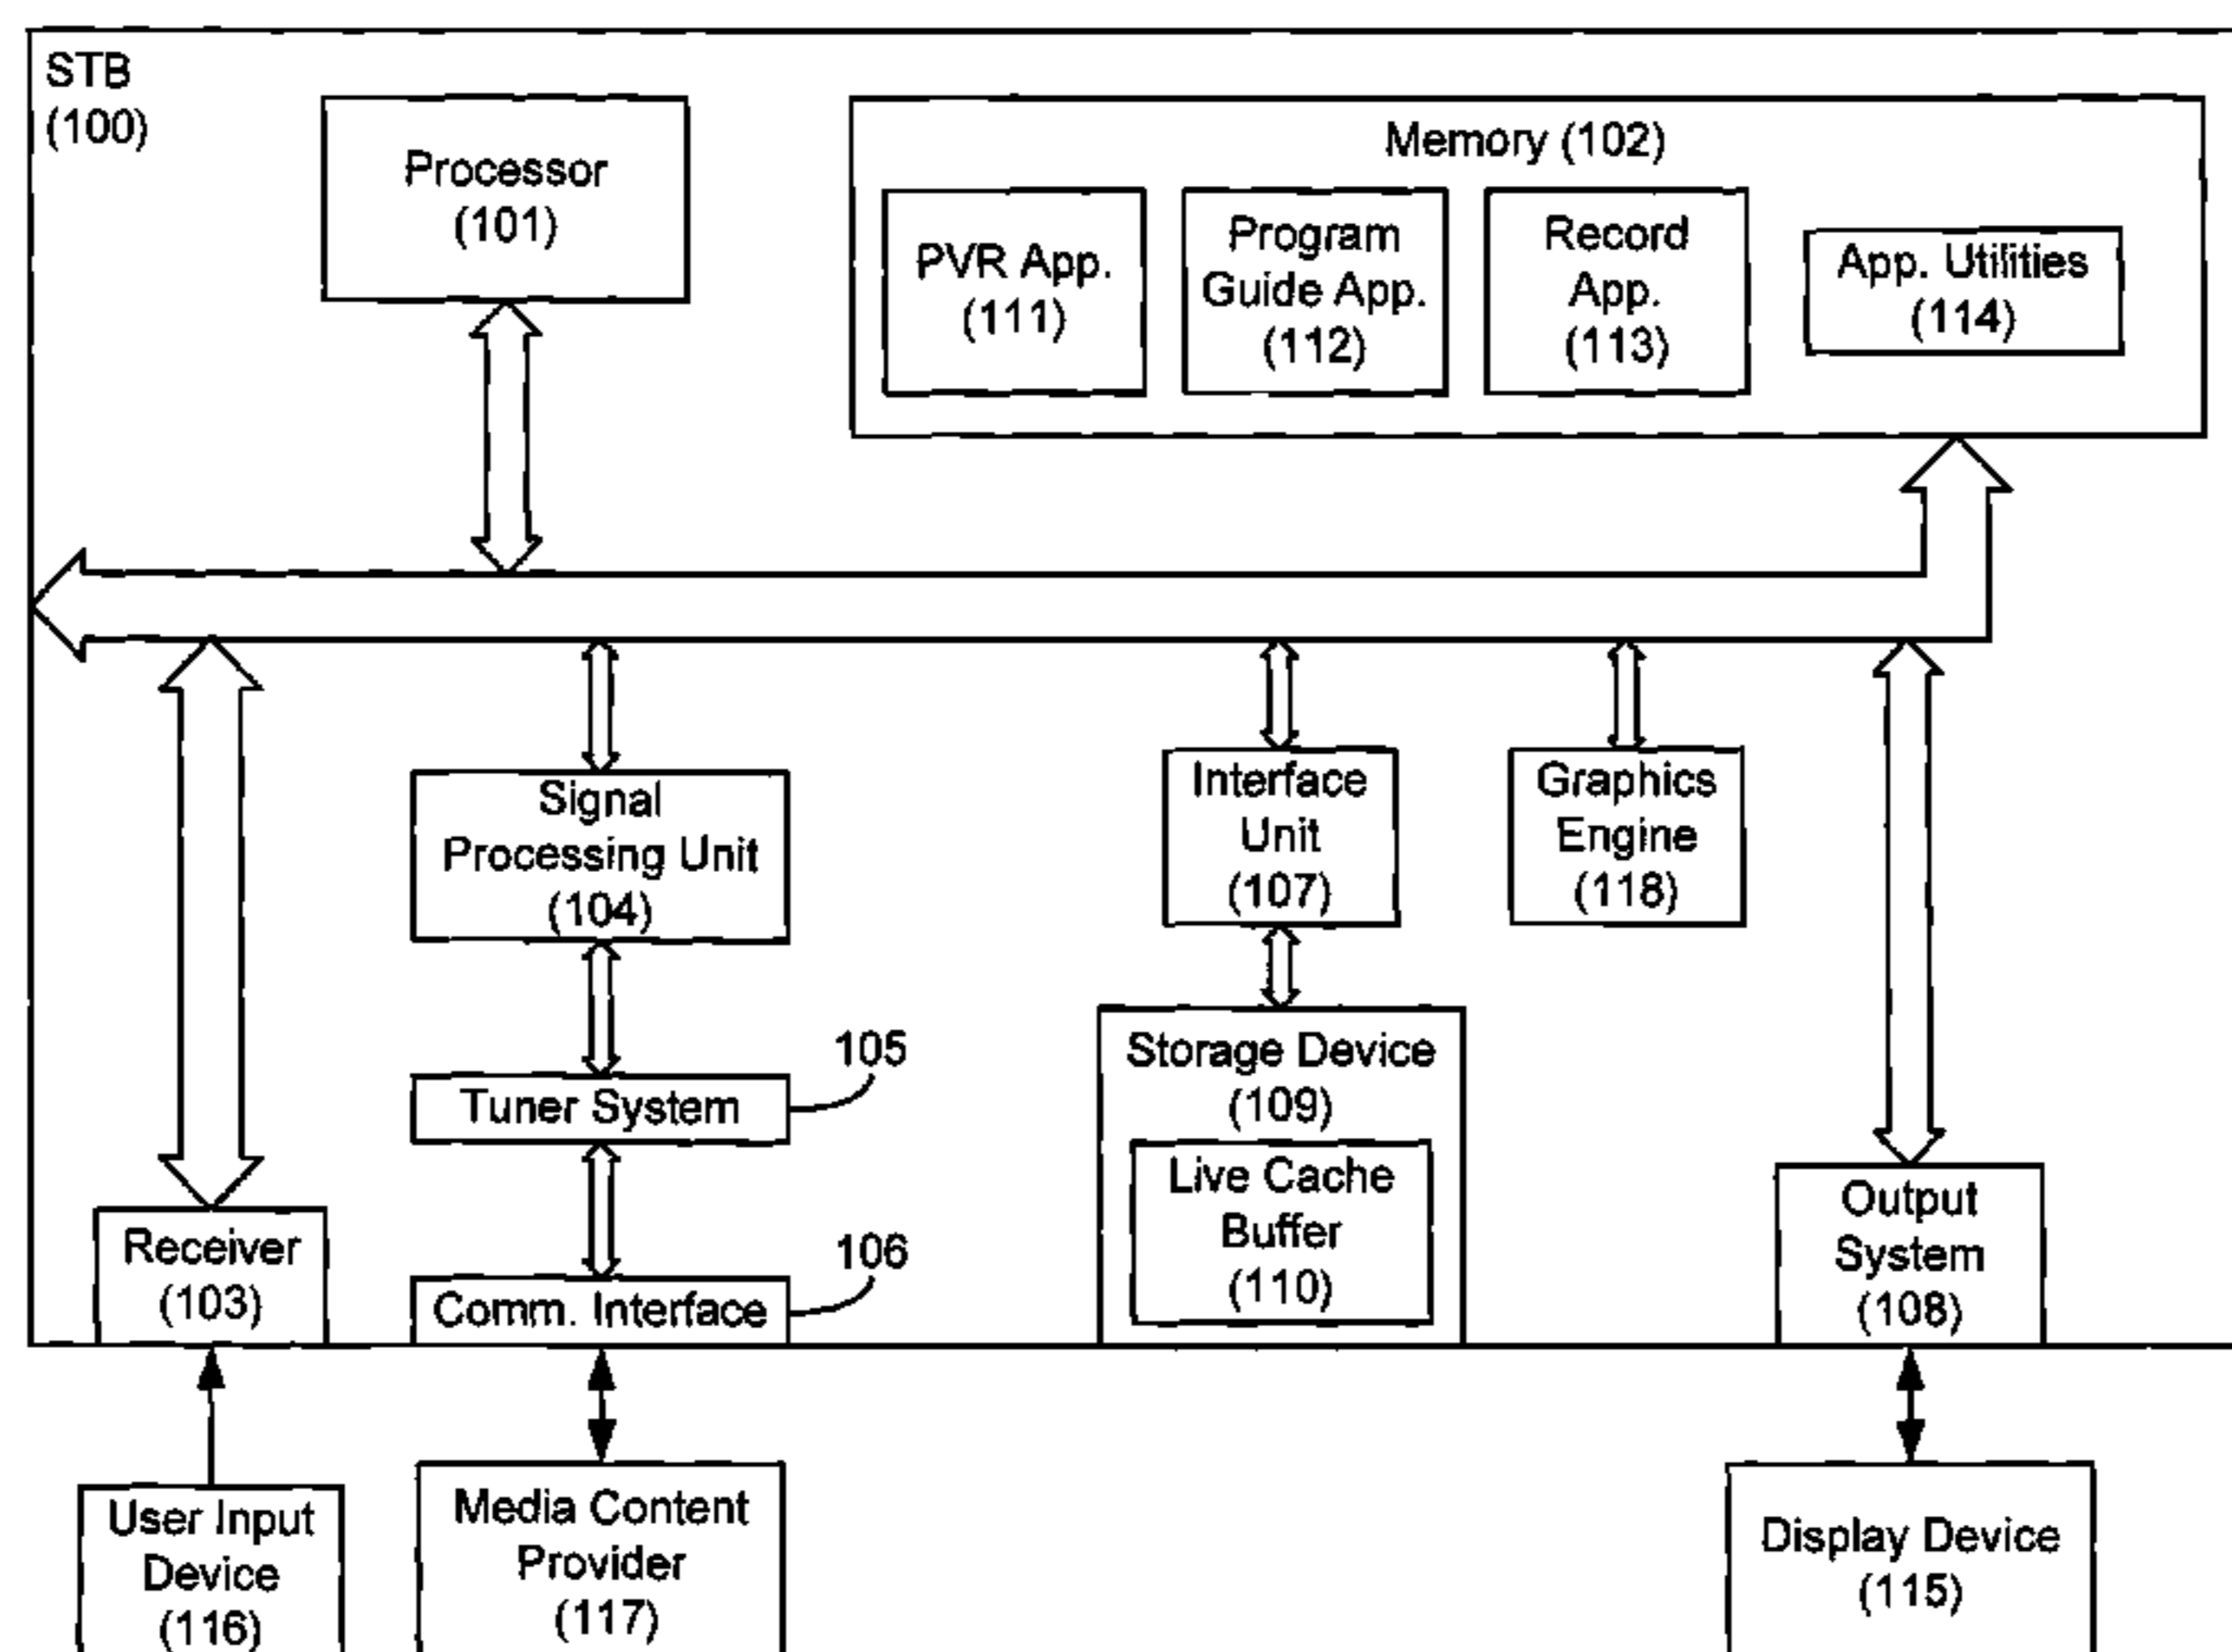 STB
(100)
Processor
(101)
Memory (102)
PVR App.
(111)
Program
Guide App.
(112)
Record
App.
(113)
App. Utilities
(114)
Signal
Processing Unit
(104)
Interface
Unit
(107)
Graphics
Engine
(118)
Tuner System
105
Storage Device
(109)
Live Cache
Buffer
(110)
Receiver
(103)
Comm. Interface
106
Output
System
(108)
User Input
Device
(116)
Media Content
Provider
(117)
Display Device
(115)